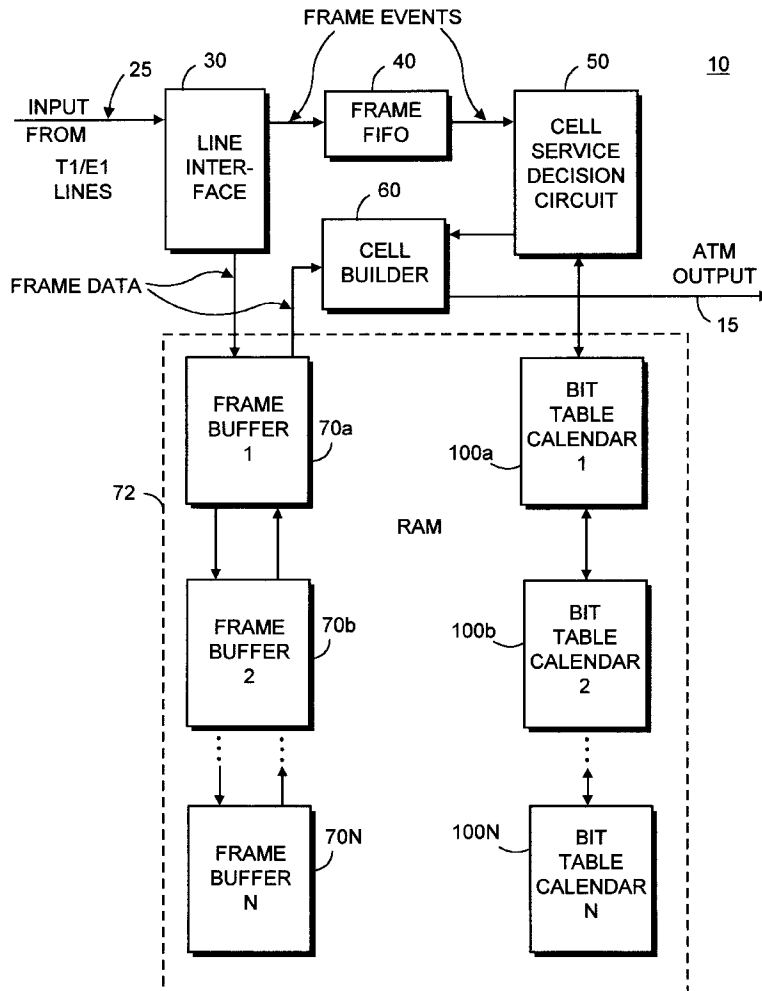 FRAME EVENTS
25
30
40
50
10
INPUT
FROM
T1/E1
LINES
LINE
INTER-
FACE
FRAME
FIFO
CELL
SERVICE
DECISION
CIRCUIT
60
CELL
BUILDER
ATM
OUTPUT
15
FRAME DATA
FRAME
BUFFER
1
70a
BIT
TABLE
CALENDAR
1
100a
72
RAM
FRAME
BUFFER
2
70b
BIT
TABLE
CALENDAR
2
100b
FRAME
BUFFER
N
70N
BIT
TABLE
CALENDAR
N
100N